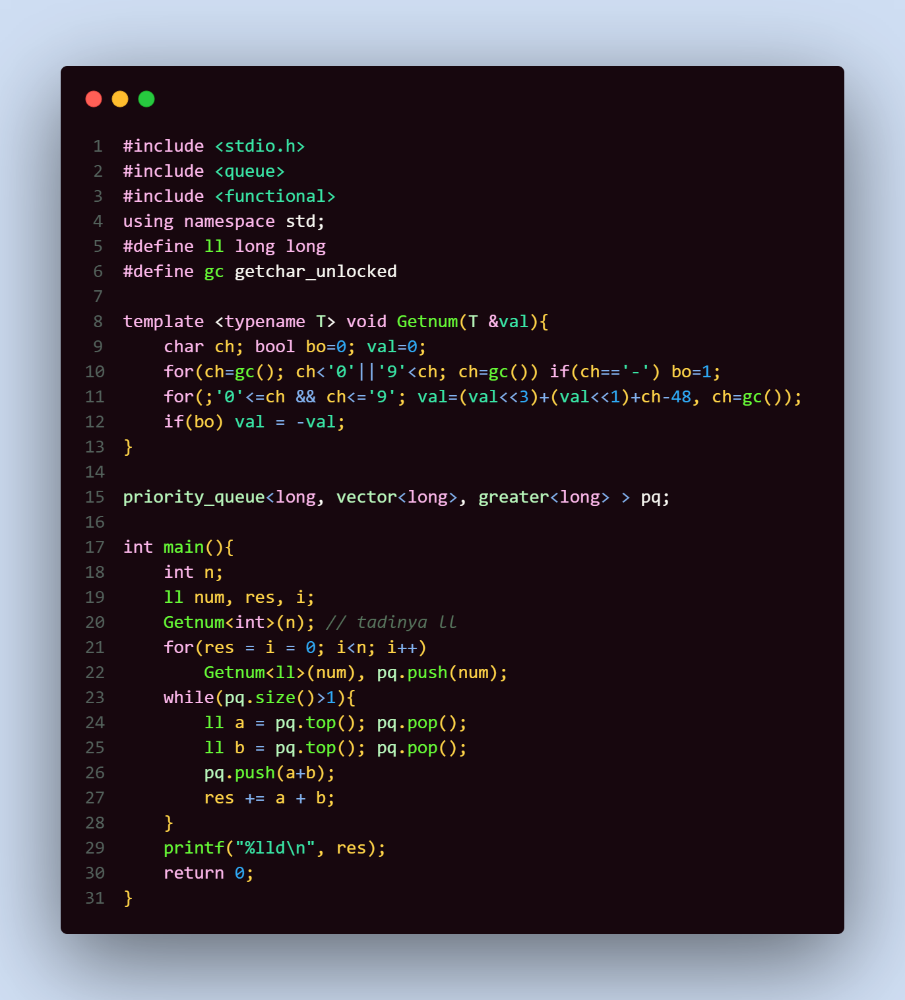 1 #include <stdio.h>
2 #include <queue>
3 #include <functional>
4 using namespace std;
5 #define ll long long
6 #define gc getchar_unlocked
7
8 template <typename T> void Getnum(T &val){
9     char ch; bool bo=0; val=0;
10     for(ch=gc(); ch<'0'||'9'<ch; ch=gc()) if(ch=='-') bo=1;
11     for(;'0'<=ch && ch<='9'; val=(val<<3)+(val<<1)+ch-48, ch=gc());
12     if(bo) val = -val;
13 }
14
15 priority_queue<long, vector<long>, greater<long> > pq;
16
17 int main(){
18     int n;
19     ll num, res, i;
20     Getnum<int>(n); // tadinya ll
21     for(res = i = 0; i<n; i++)
22         Getnum<ll>(num), pq.push(num);
23     while(pq.size()>1){
24         ll a = pq.top(); pq.pop();
25         ll b = pq.top(); pq.pop();
26         pq.push(a+b);
27         res += a + b;
28     }
29     printf("%lld\n", res);
30     return 0;
31 }